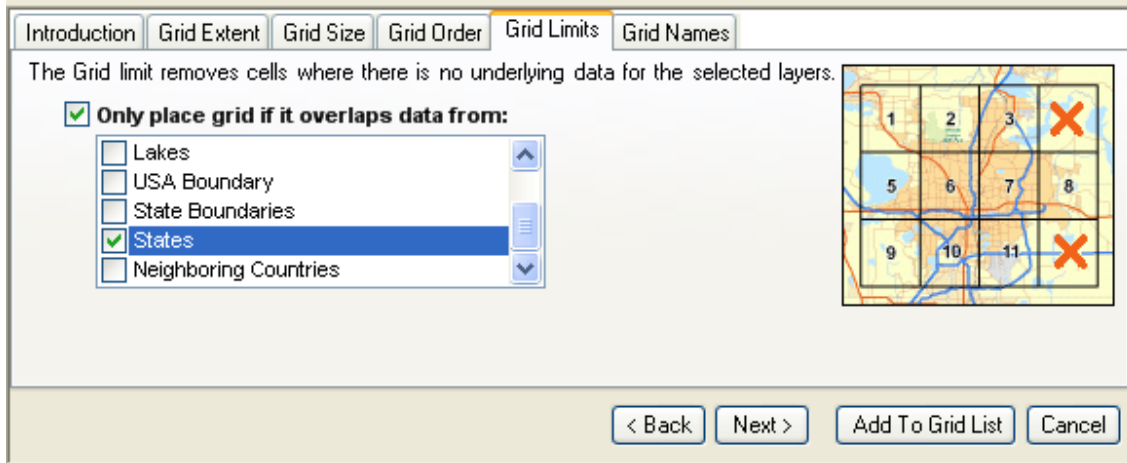 Introduction Grid Extent Grid Size Grid Order Grid Limits Grid Names
The Grid limit removes cells where there is no underlying data for the selected layers.
Only place grid if it overlaps data from:
Lakes
USA Boundary
State Boundaries
States
Neighboring Countries
1 2 3
5 6 7 8
9 10 11
< Back Next > Add To Grid List Cancel